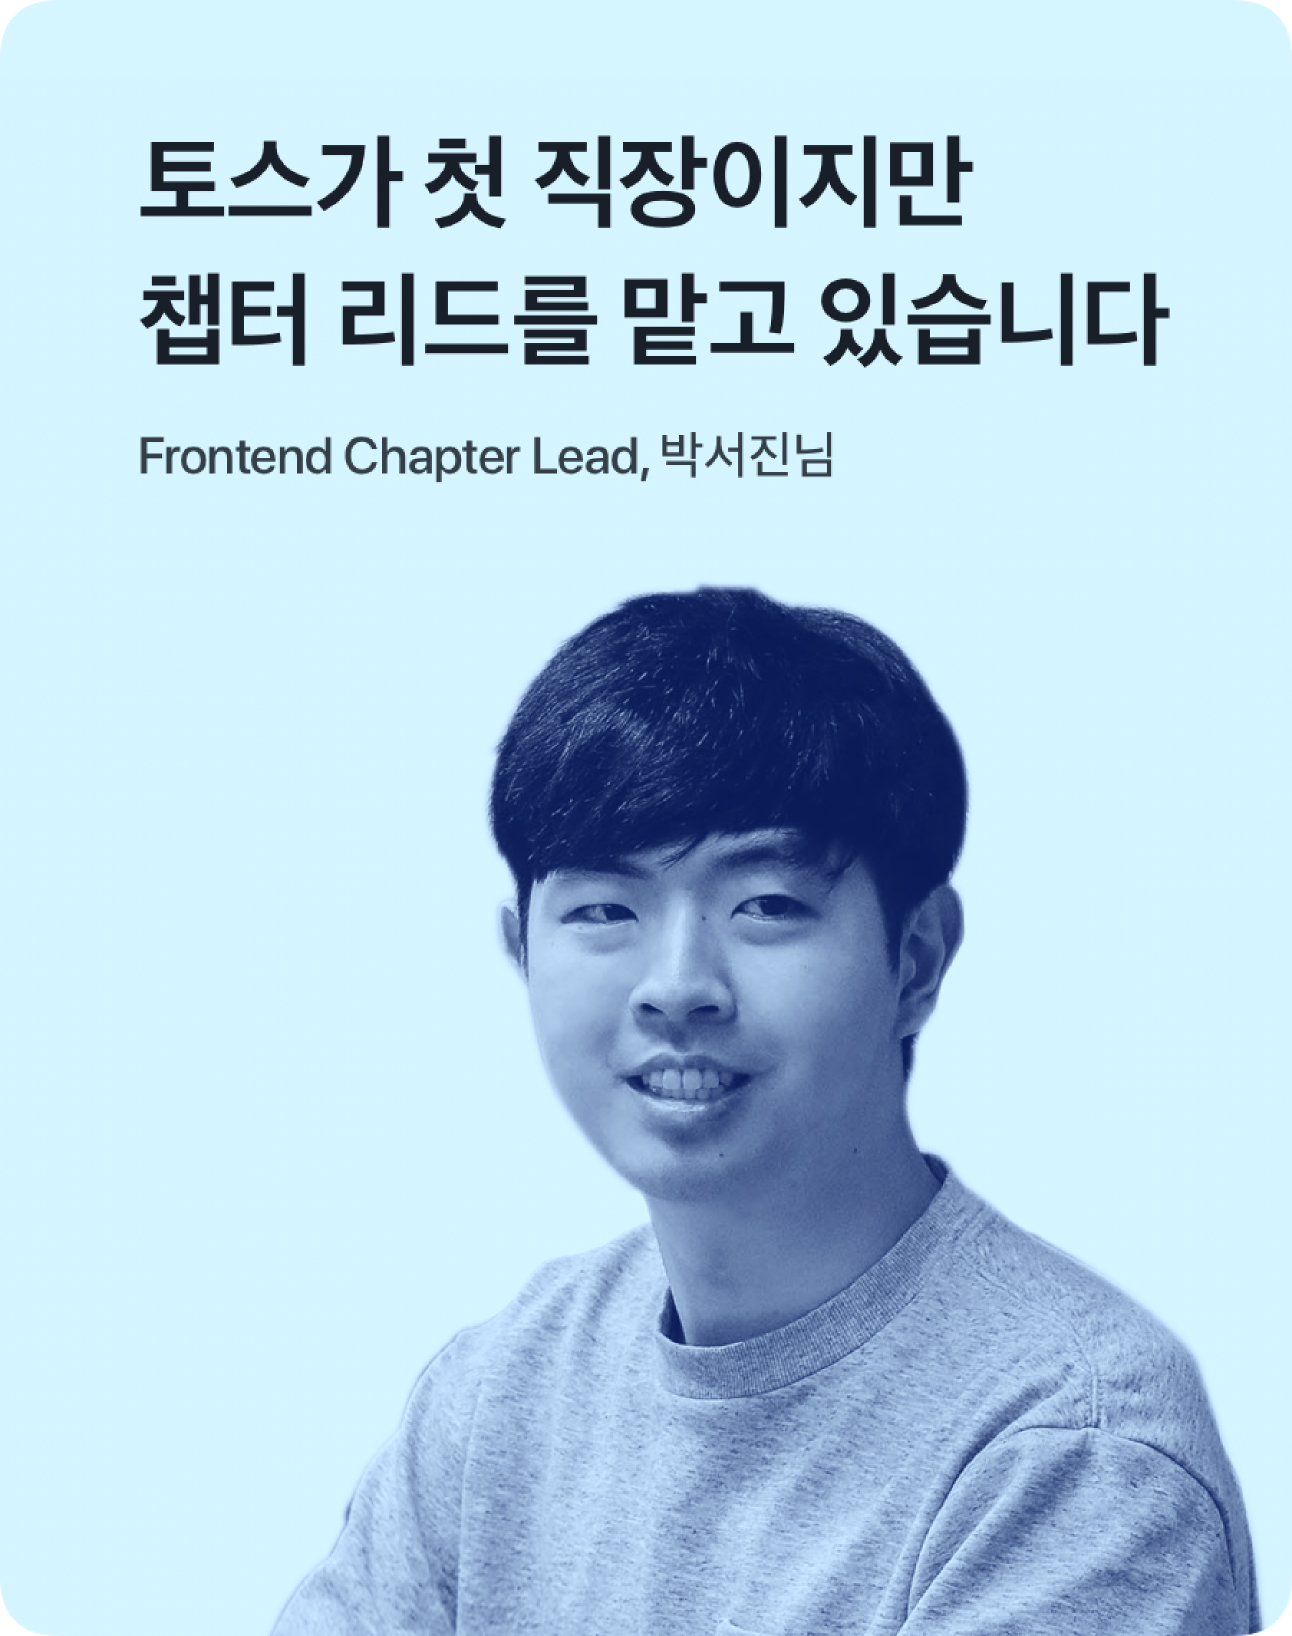 토스가 첫 직장이지만
챕터 리드를 맡고 있습니다
Frontend Chapter Lead, 박서진님